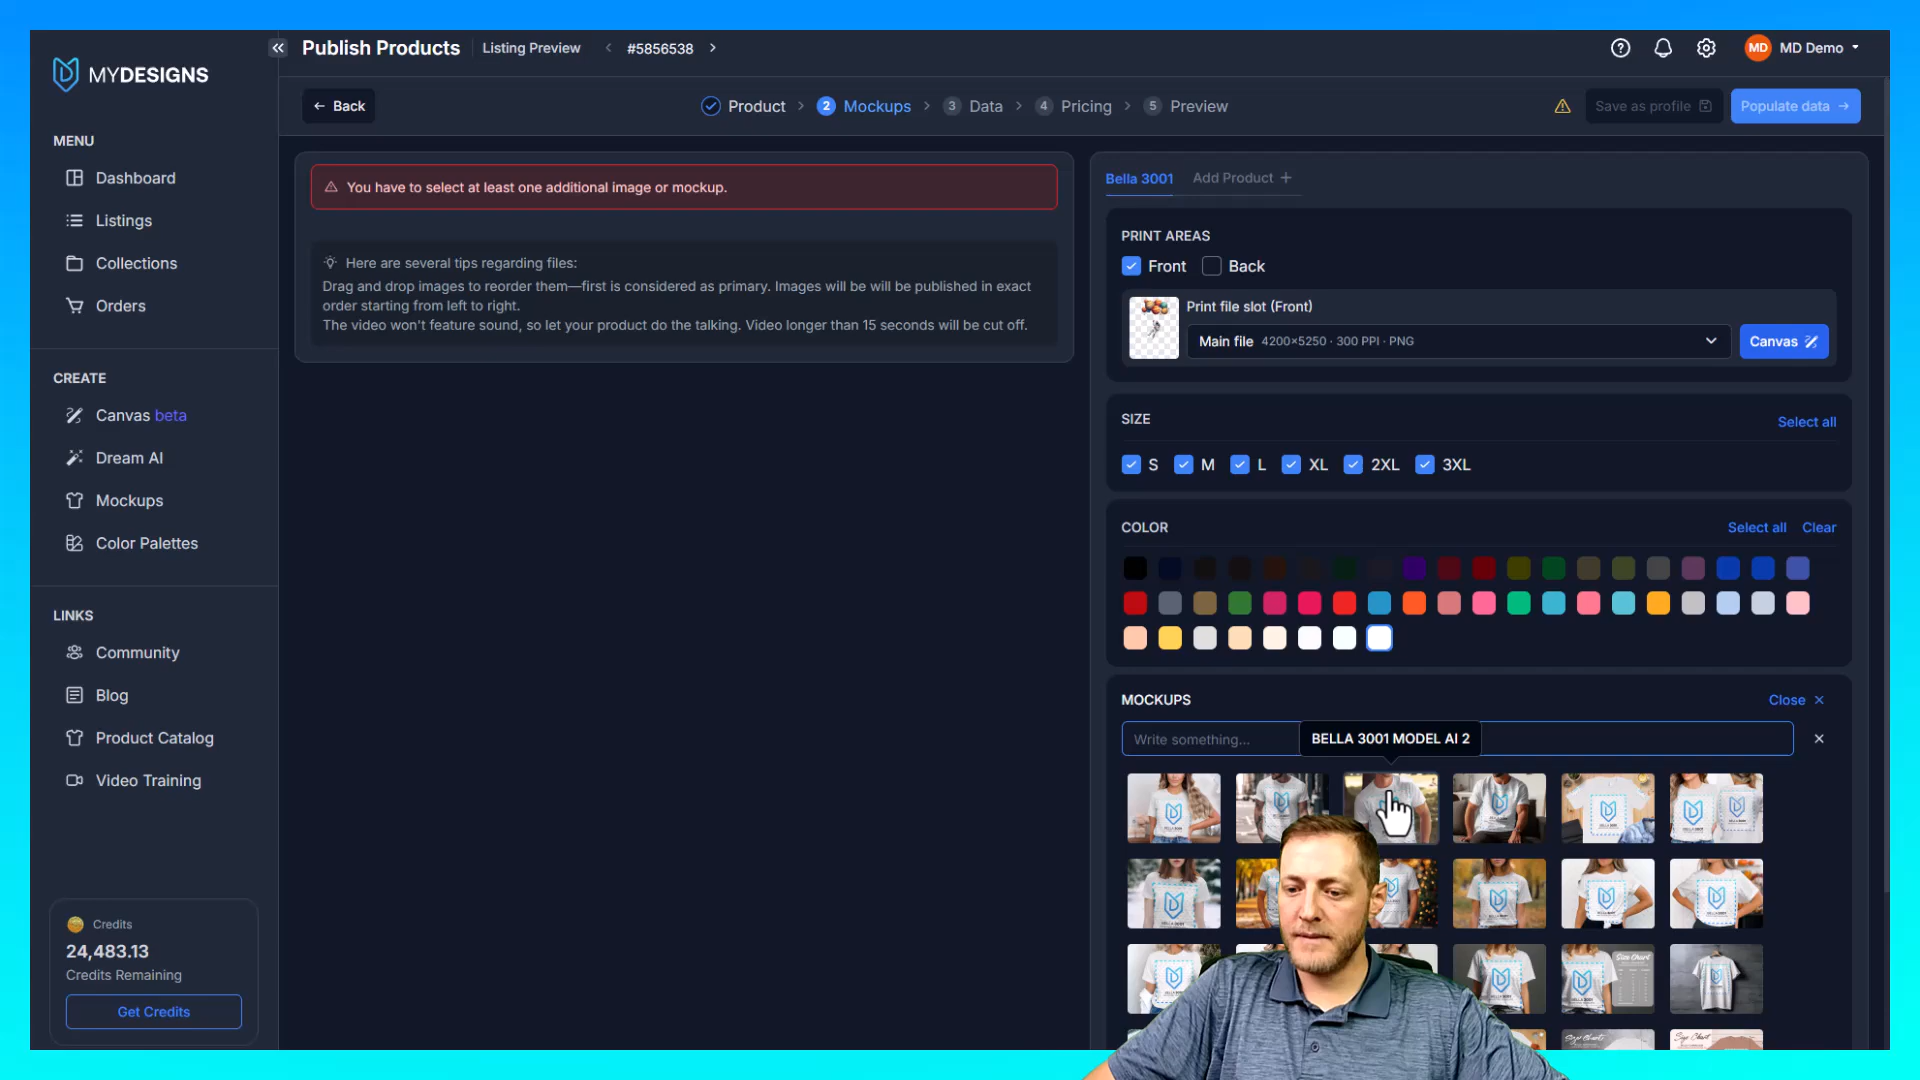 MYDESIGNS
Publish Products
Listing Preview
#5856538
MD
MD Demo
Back
Product
2 Mockups
3 Data
4 Pricing
5 Preview
Save as profile
Populate data
MENU
Dashboard
Listings
Collections
Orders
CREATE
Canvas beta
Dream AI
Mockups
Color Palettes
LINKS
Community
Blog
Product Catalog
Video Training
Credits
24,483.13
Credits Remaining
Get Credits
You have to select at least one additional image or mockup.
Here are several tips regarding files:
Drag and drop images to reorder them—first is considered as primary. Images will be will be published in exact
order starting from left to right.
The video won't feature sound, so let your product do the talking. Video longer than 15 seconds will be cut off.
Bella 3001
Add Product +
PRINT AREAS
Front
Back
Print file slot (Front)
Main file 4200×5250 · 300 PPI · PNG
Canvas
SIZE
Select all
S
M
L
XL
2XL
3XL
COLOR
Select all
Clear
MOCKUPS
Close
Write something...
BELLA 3001 MODEL AI 2
Size Chart
Size Charts
Size Chart